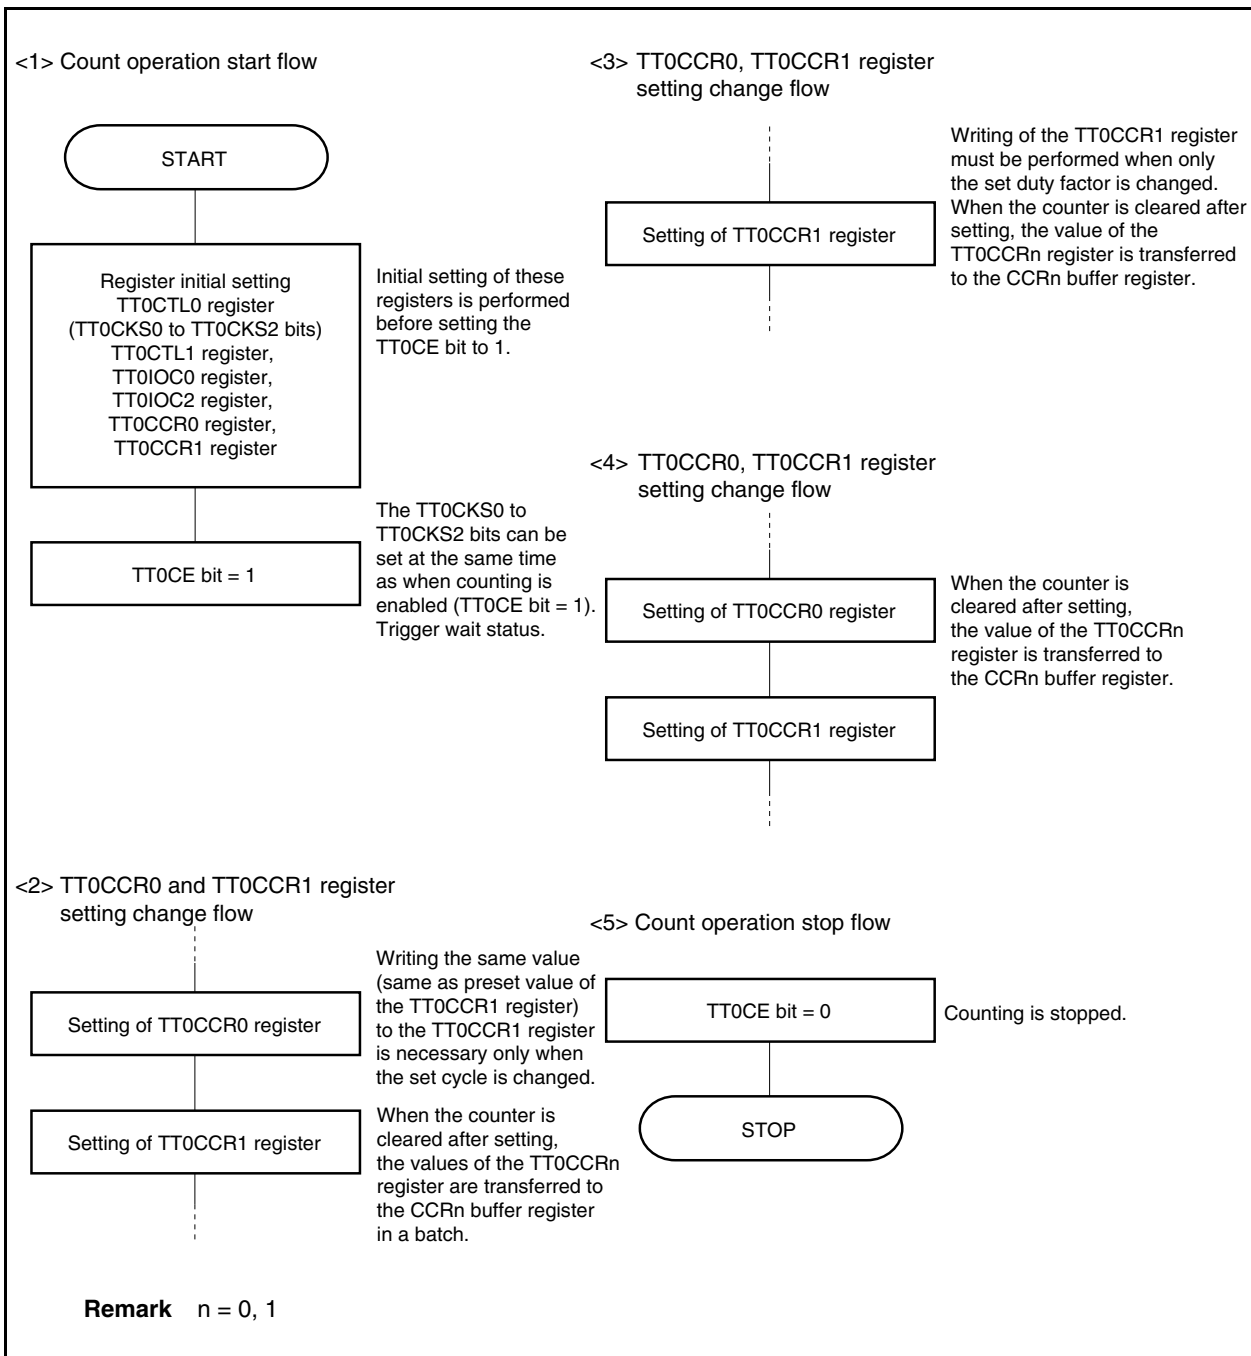 <1> Count operation start flow
START
Register initial setting
TT0CTL0 register
(TT0CKS0 to TT0CKS2 bits)
TT0CTL1 register,
TT0IOC0 register,
TT0IOC2 register,
TT0CCR0 register,
TT0CCR1 register
Initial setting of these
registers is performed
before setting the
TT0CE bit to 1.
TT0CE bit = 1
The TT0CKS0 to
TT0CKS2 bits can be
set at the same time
as when counting is
enabled (TT0CE bit = 1).
Trigger wait status.
<2> TT0CCR0 and TT0CCR1 register
setting change flow
Setting of TT0CCR0 register
Writing the same value
(same as preset value of
the TT0CCR1 register)
to the TT0CCR1 register
is necessary only when
the set cycle is changed.
Setting of TT0CCR1 register
When the counter is
cleared after setting,
the values of the TT0CCRn
register are transferred to
the CCRn buffer register
in a batch.
<3> TT0CCR0, TT0CCR1 register
setting change flow
Setting of TT0CCR1 register
Writing of the TT0CCR1 register
must be performed when only
the set duty factor is changed.
When the counter is cleared after
setting, the value of the
TT0CCRn register is transferred
to the CCRn buffer register.
<4> TT0CCR0, TT0CCR1 register
setting change flow
Setting of TT0CCR0 register
When the counter is
cleared after setting,
the value of the TT0CCRn
register is transferred to
the CCRn buffer register.
Setting of TT0CCR1 register
<5> Count operation stop flow
TT0CE bit = 0
Counting is stopped.
STOP
Remark n = 0, 1